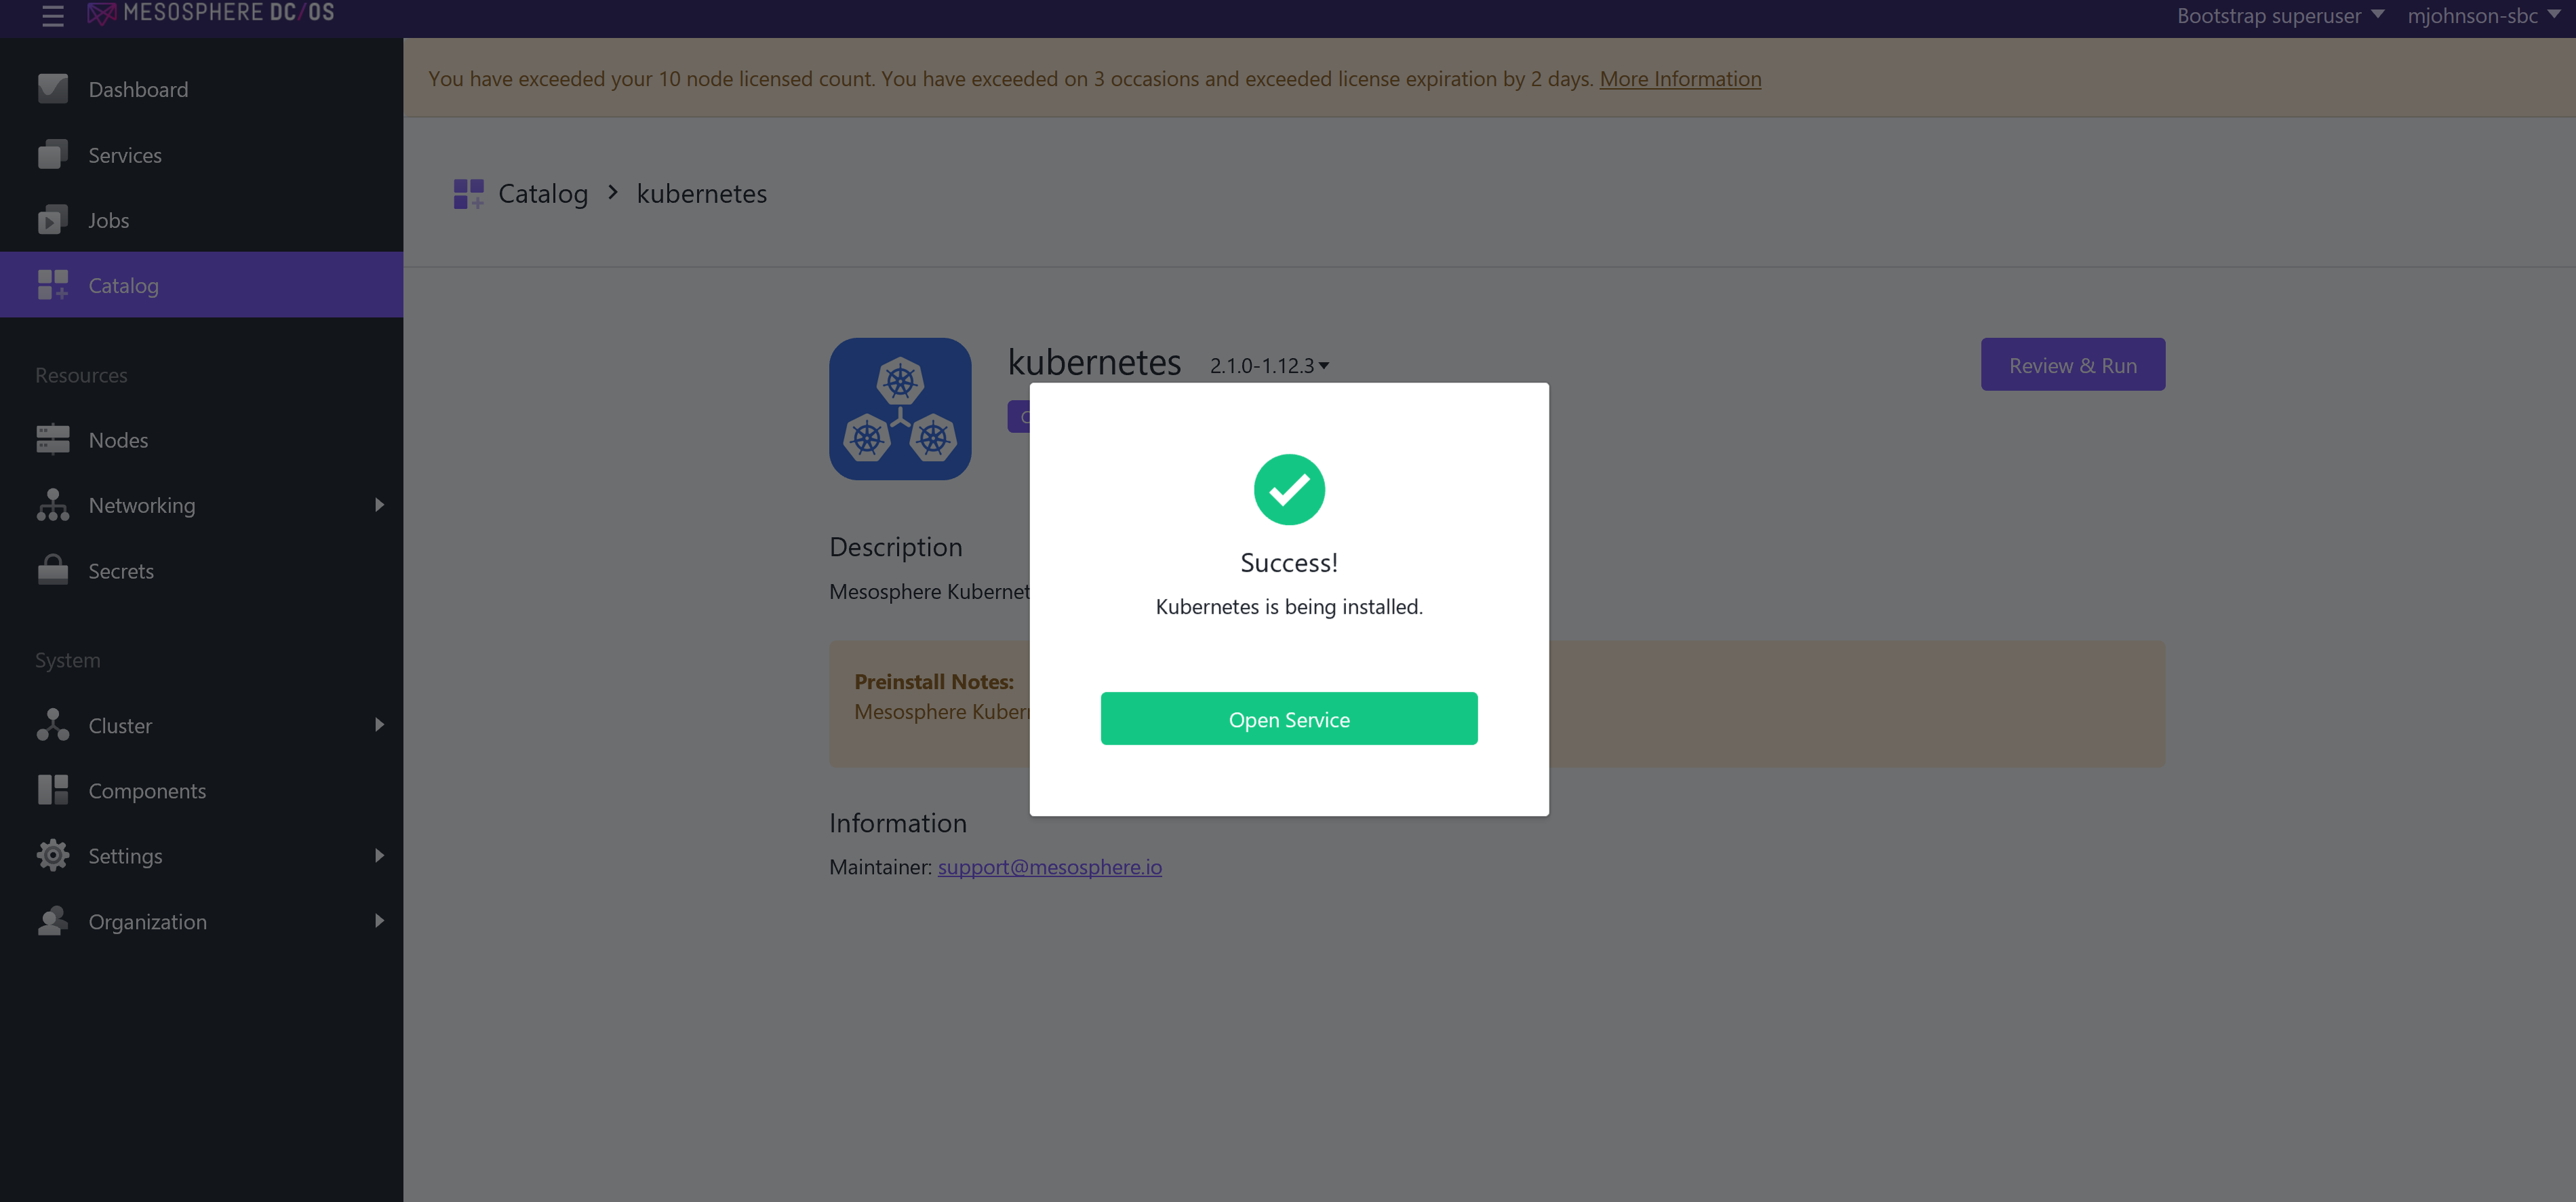 MESOSPHERE DC/OS
Bootstrap superuser
mjohnson-sbc
Dashboard
Services
Jobs
Catalog
Resources
Nodes
Networking
Secrets
System
Cluster
Components
Settings
Organization
You have exceeded your 10 node licensed count. You have exceeded on 3 occasions and exceeded license expiration by 2 days. More Information
Catalog > kubernetes
kubernetes 2.1.0-1.12.3
Review & Run
Description
Mesosphere Kubernet
Preinstall Notes:
Mesosphere Kuber
Information
Maintainer: support@mesosphere.io
Success!
Kubernetes is being installed.
Open Service